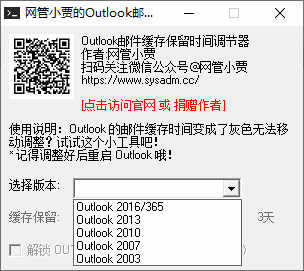 网管小贾的Outlook邮...
Outlook邮件缓存保留时间调节器
作者:网管小贾
扫码关注微信公众号@网管小贾
https://www.sysadm.cc/
[点击访问官网 或 捐赠作者]
使用说明：Outlook 的邮件缓存时间变成了灰色无法移
动调整？试试这个小工具吧！
*记得调整好后重启 Outlook 哦！
选择版本:
Outlook 2016/365
Outlook 2013
Outlook 2010
Outlook 2007
Outlook 2003
缓存保留:
3天
解锁 OUT